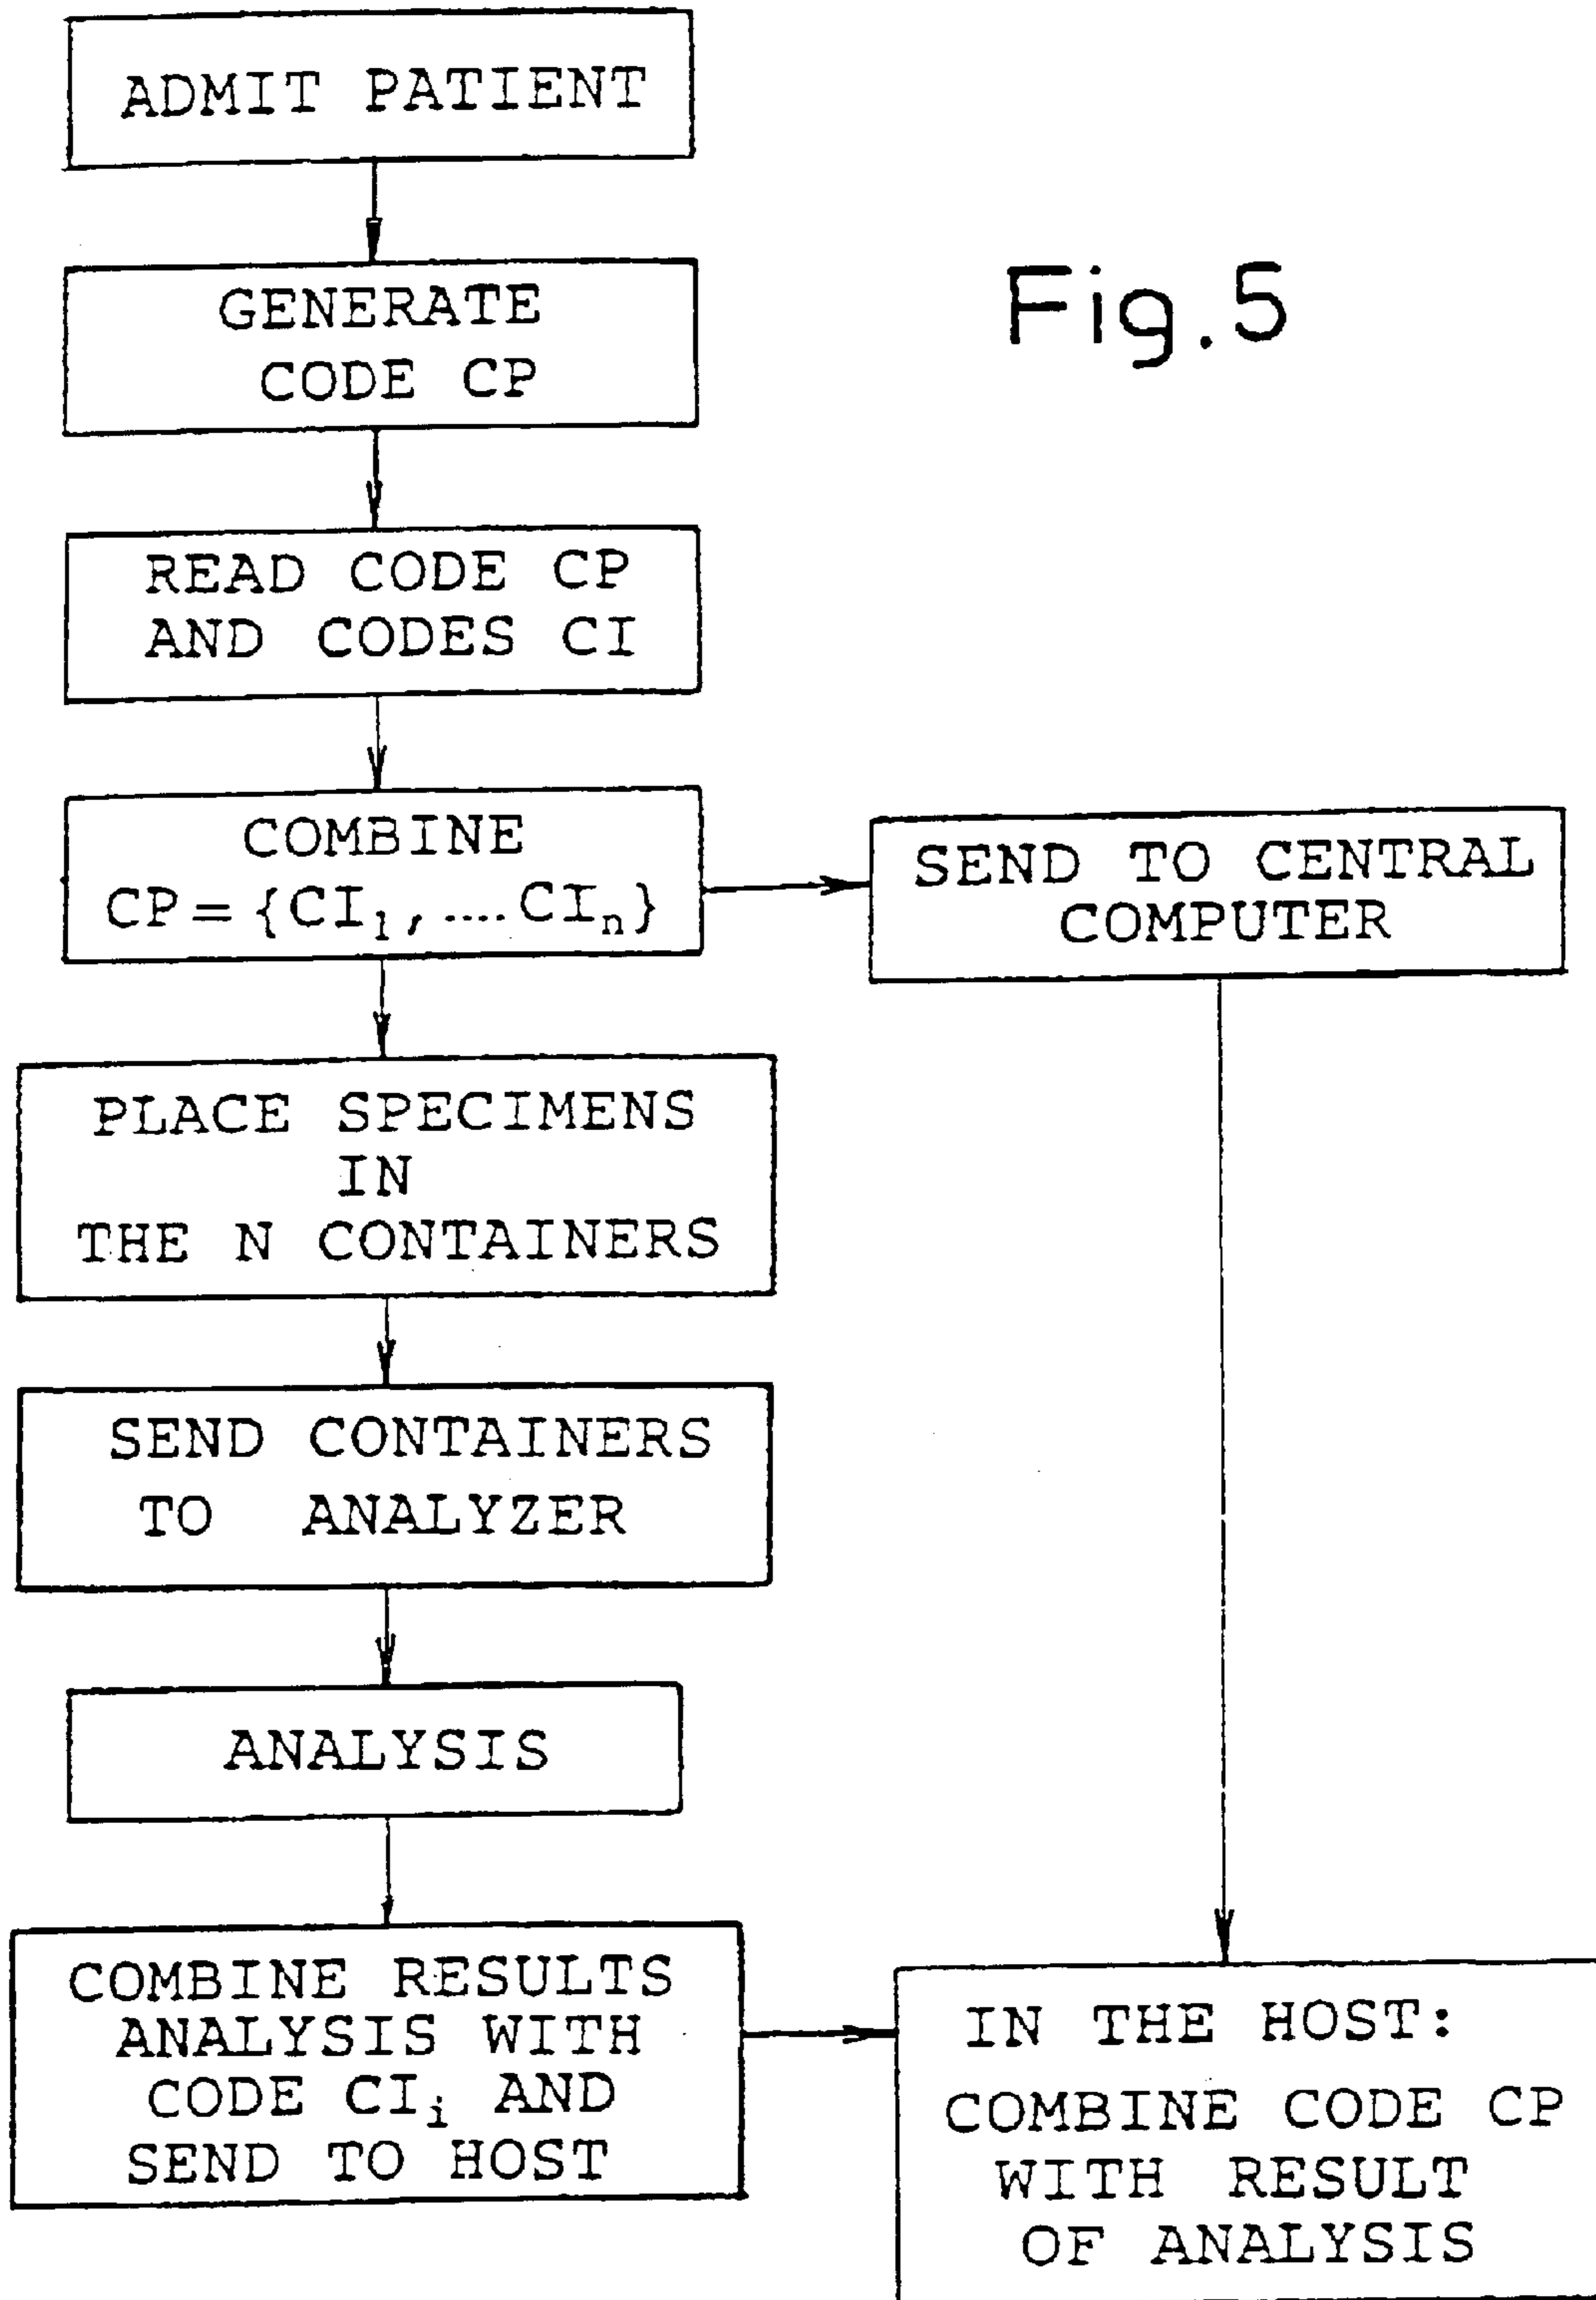 ADMIT PATIENT
Fig.5
GENERATE
CODE CP
READ CODE CP
AND CODES CI
COMBINE
CP = {CI₁, .... CIₙ}
SEND TO CENTRAL
COMPUTER
PLACE SPECIMENS
IN
THE N CONTAINERS
SEND CONTAINERS
TO ANALYZER
ANALYSIS
COMBINE RESULTS
ANALYSIS WITH
CODE CIᵢ AND
SEND TO HOST
IN THE HOST:
COMBINE CODE CP
WITH RESULT
OF ANALYSIS